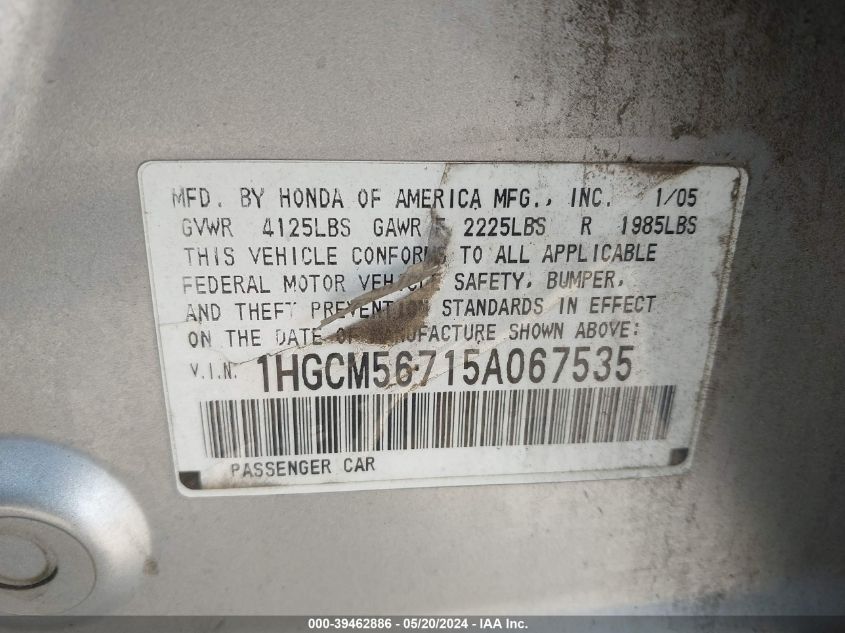 MFD. BY HONDA OF AMERICA MFG., INC. 1/05
GVWR 4125LBS GAWR F 2225LBS R 1985LBS
THIS VEHICLE CONFORMS TO ALL APPLICABLE
FEDERAL MOTOR VEHICLE SAFETY, BUMPER,
AND THEFT PREVENTION STANDARDS IN EFFECT
ON THE DATE OF MANUFACTURE SHOWN ABOVE:
V.I.N. 1HGCM56715A067535
PASSENGER CAR
000-39462886 - 05/20/2024 - IAA Inc.